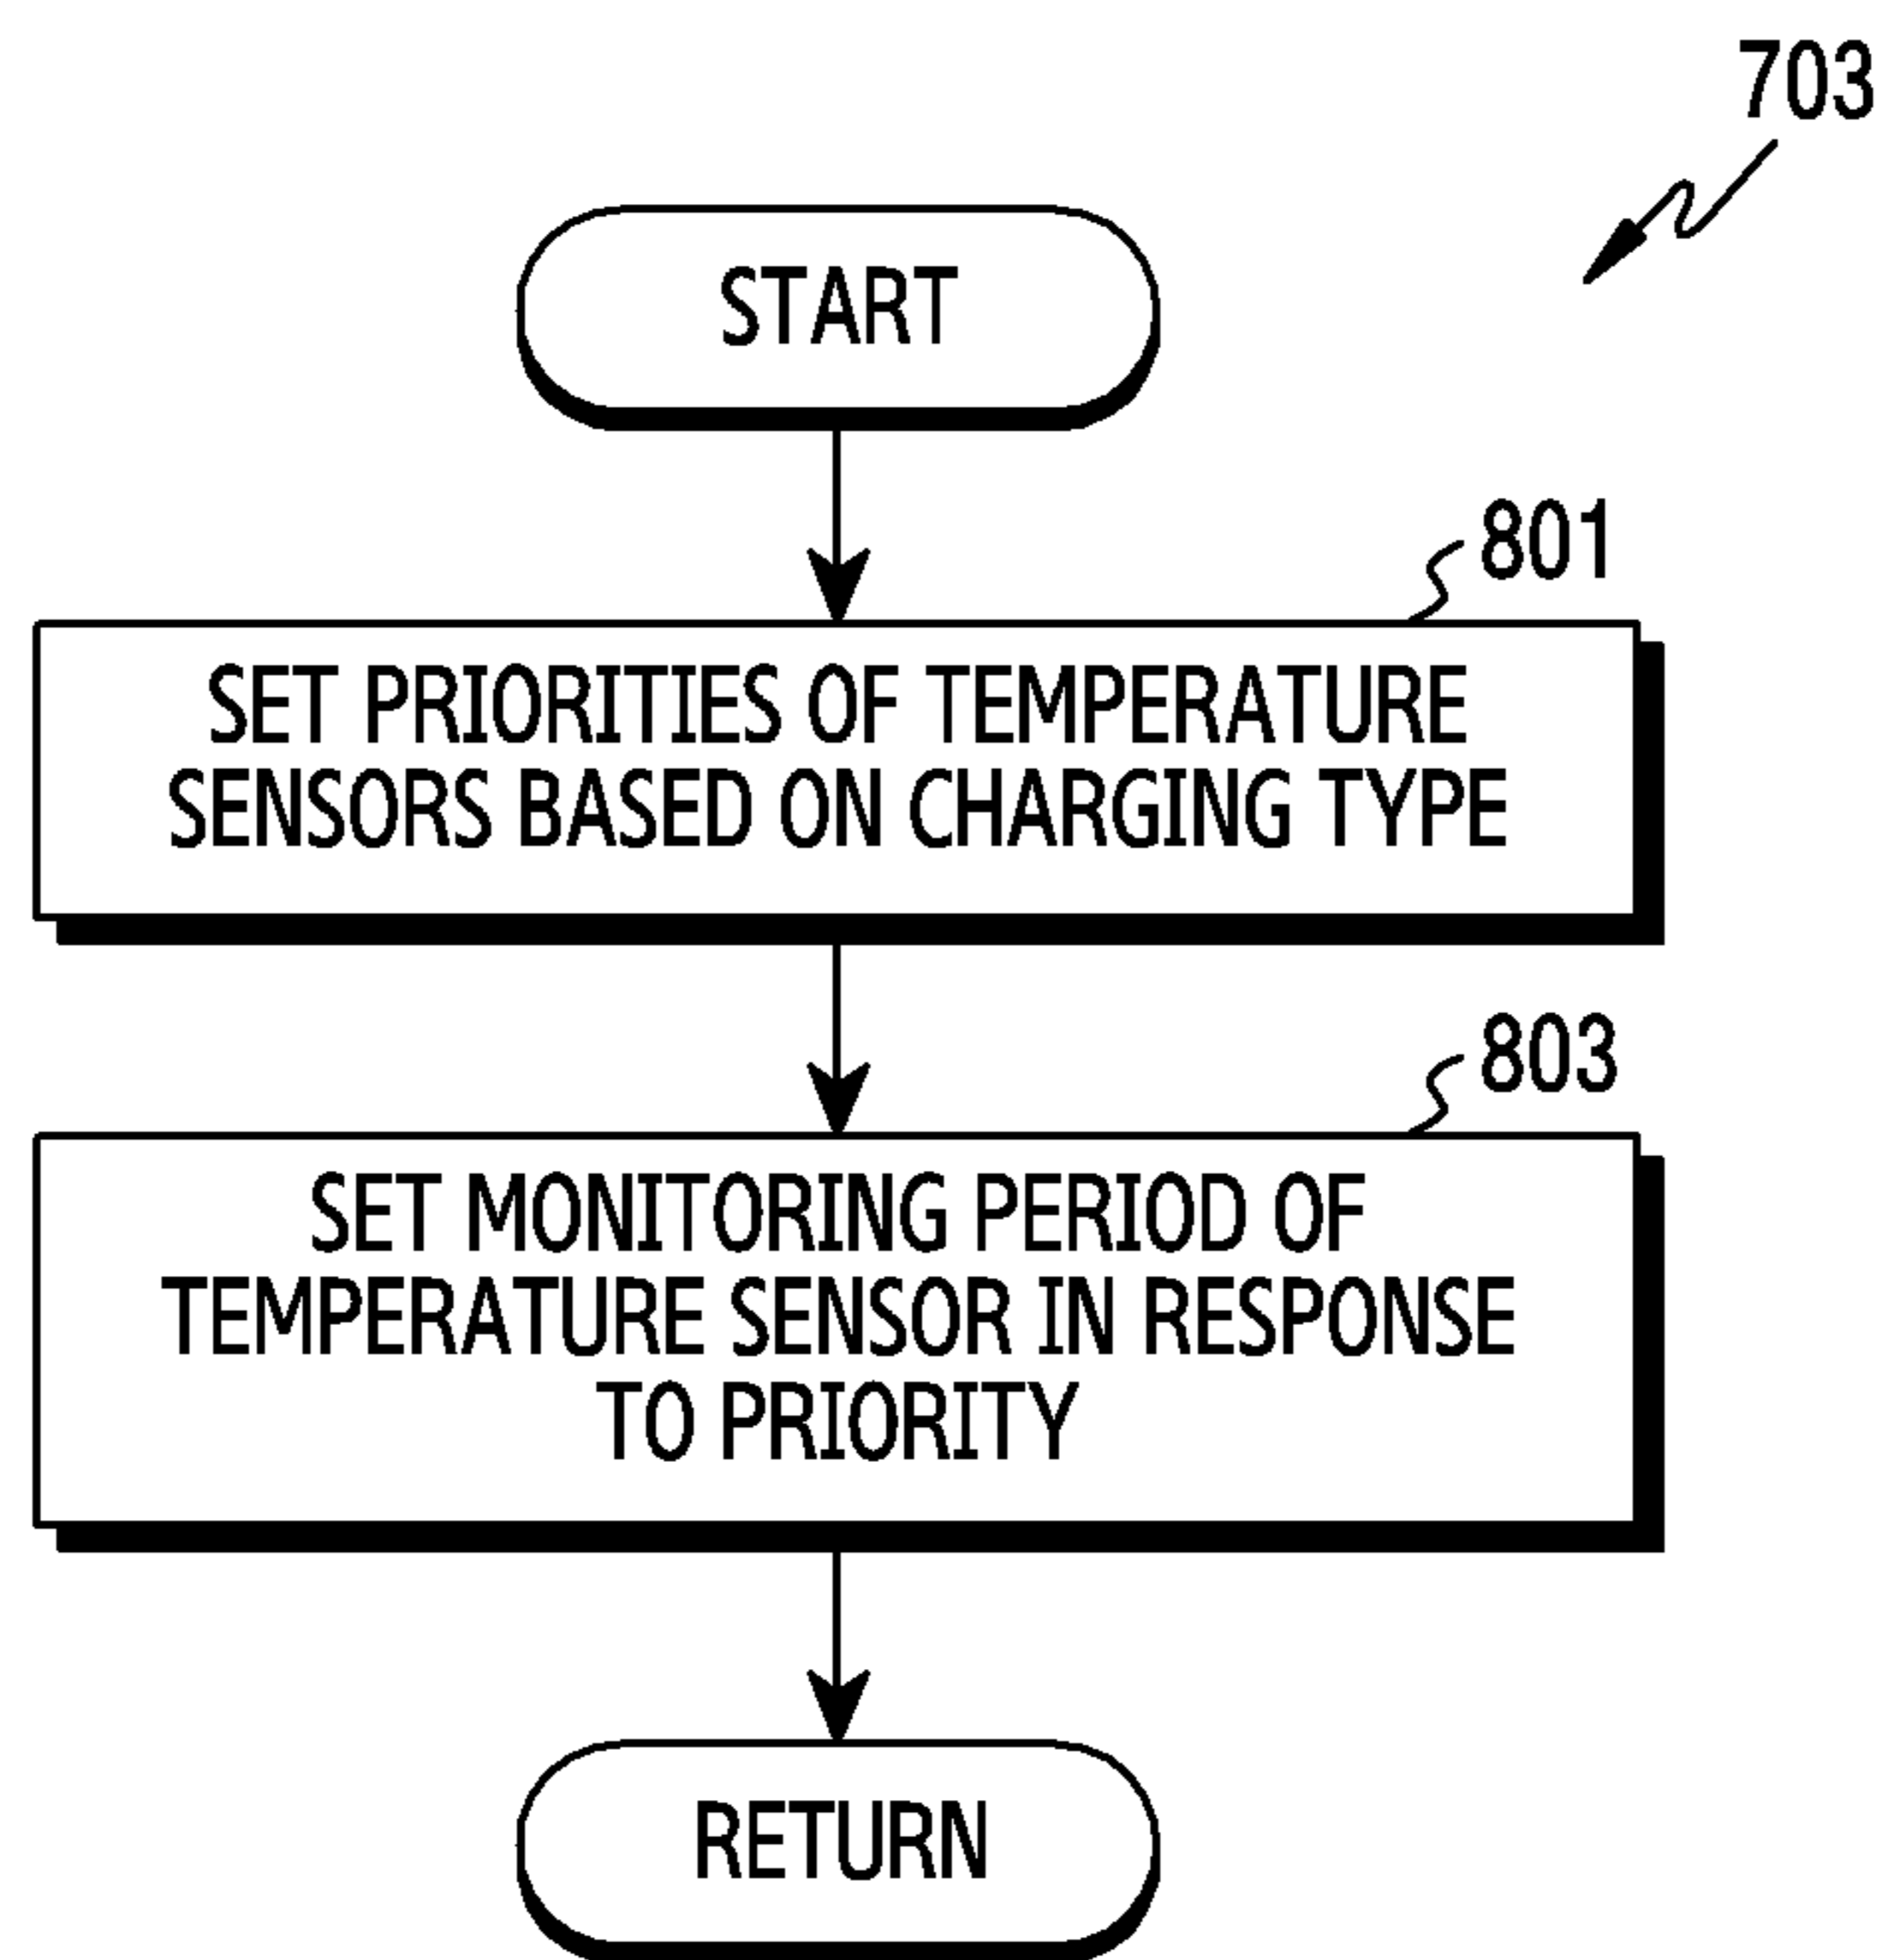 703
START
801
SET PRIORITIES OF TEMPERATURE
SENSORS BASED ON CHARGING TYPE
803
SET MONITORING PERIOD OF
TEMPERATURE SENSOR IN RESPONSE
TO PRIORITY
RETURN